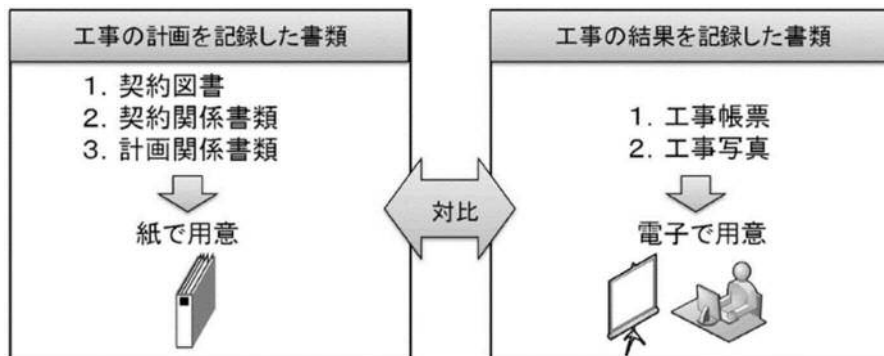 工事の計画を記録した書類
1. 契約図書
2. 契約関係書類
3. 計画関係書類
紙で用意
対比
工事の結果を記録した書類
1. 工事帳票
2. 工事写真
電子で用意